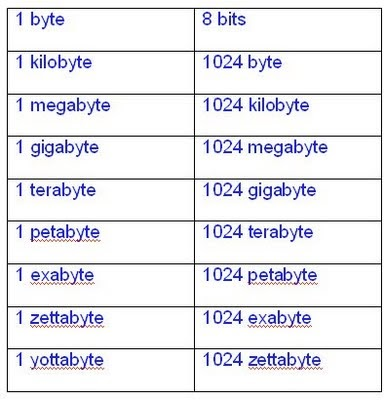 1 byte 8 bits
1 kilobyte 1024 byte
1 megabyte 1024 kilobyte
1 gigabyte 1024 megabyte
1 terabyte 1024 gigabyte
1 petabyte 1024 terabyte
1 exabyte 1024 petabyte
1 zettabyte 1024 exabyte
1 yottabyte 1024 zettabyte